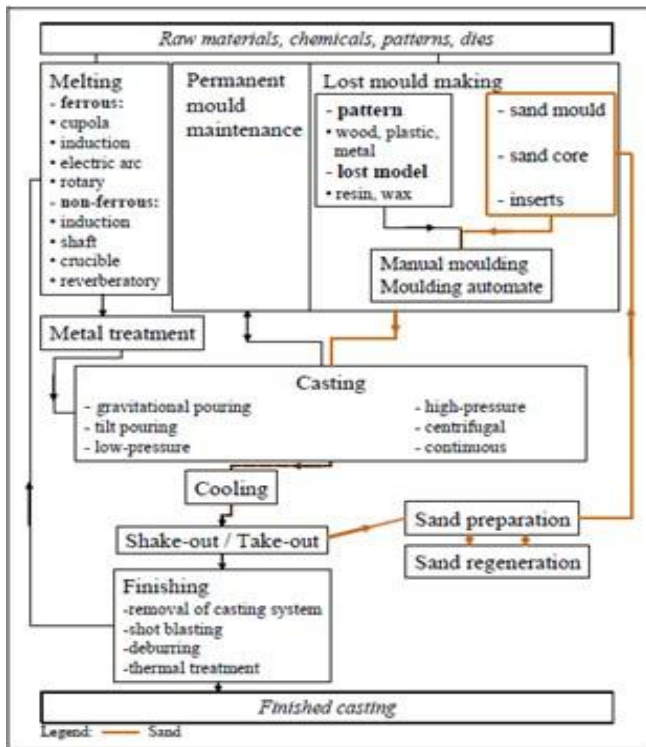 Raw materials, chemicals, patterns, dies
Melting
- ferrous:
• cupola
• induction
• electric arc
• rotary
- non-ferrous:
• induction
• shaft
• crucible
• reverberatory
Permanent
mould
maintenance
Lost mould making
- pattern
• wood, plastic,
metal
- lost model
• resin, wax
- sand mould
- sand core
- inserts
Manual moulding
Moulding automate
Metal treatment
Casting
- gravitational pouring
- tilt pouring
- low-pressure
- high-pressure
- centrifugal
- continuous
Cooling
Shake-out / Take-out
Sand preparation
Sand regeneration
Finishing
-removal of casting system
-shot blasting
-deburring
-thermal treatment
Finished casting
Legend: Sand